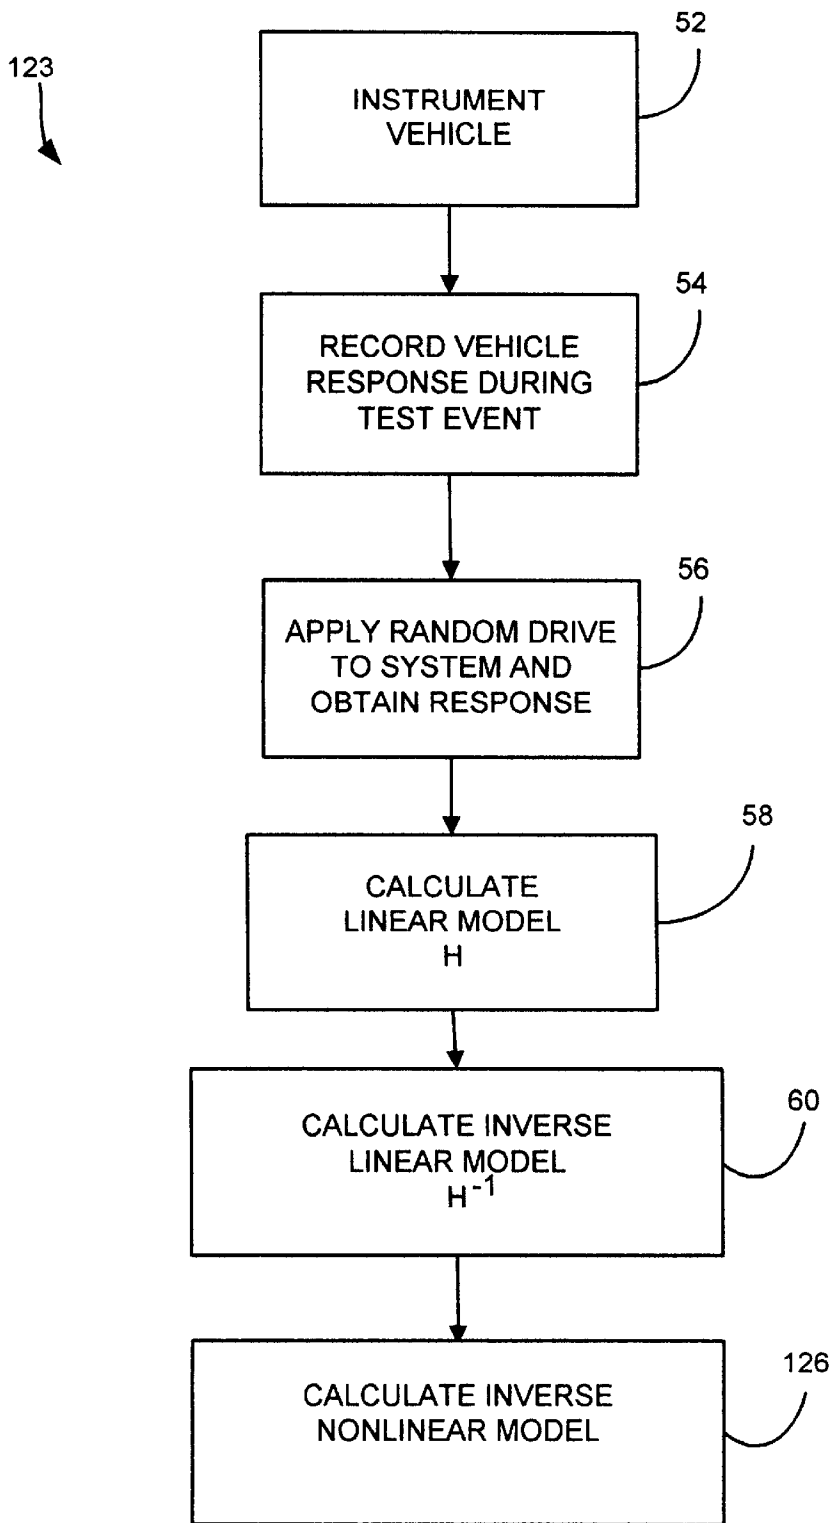 123
52
INSTRUMENT
VEHICLE
54
RECORD VEHICLE
RESPONSE DURING
TEST EVENT
56
APPLY RANDOM DRIVE
TO SYSTEM AND
OBTAIN RESPONSE
58
CALCULATE
LINEAR MODEL
H
60
CALCULATE INVERSE
LINEAR MODEL
H⁻¹
126
CALCULATE INVERSE
NONLINEAR MODEL